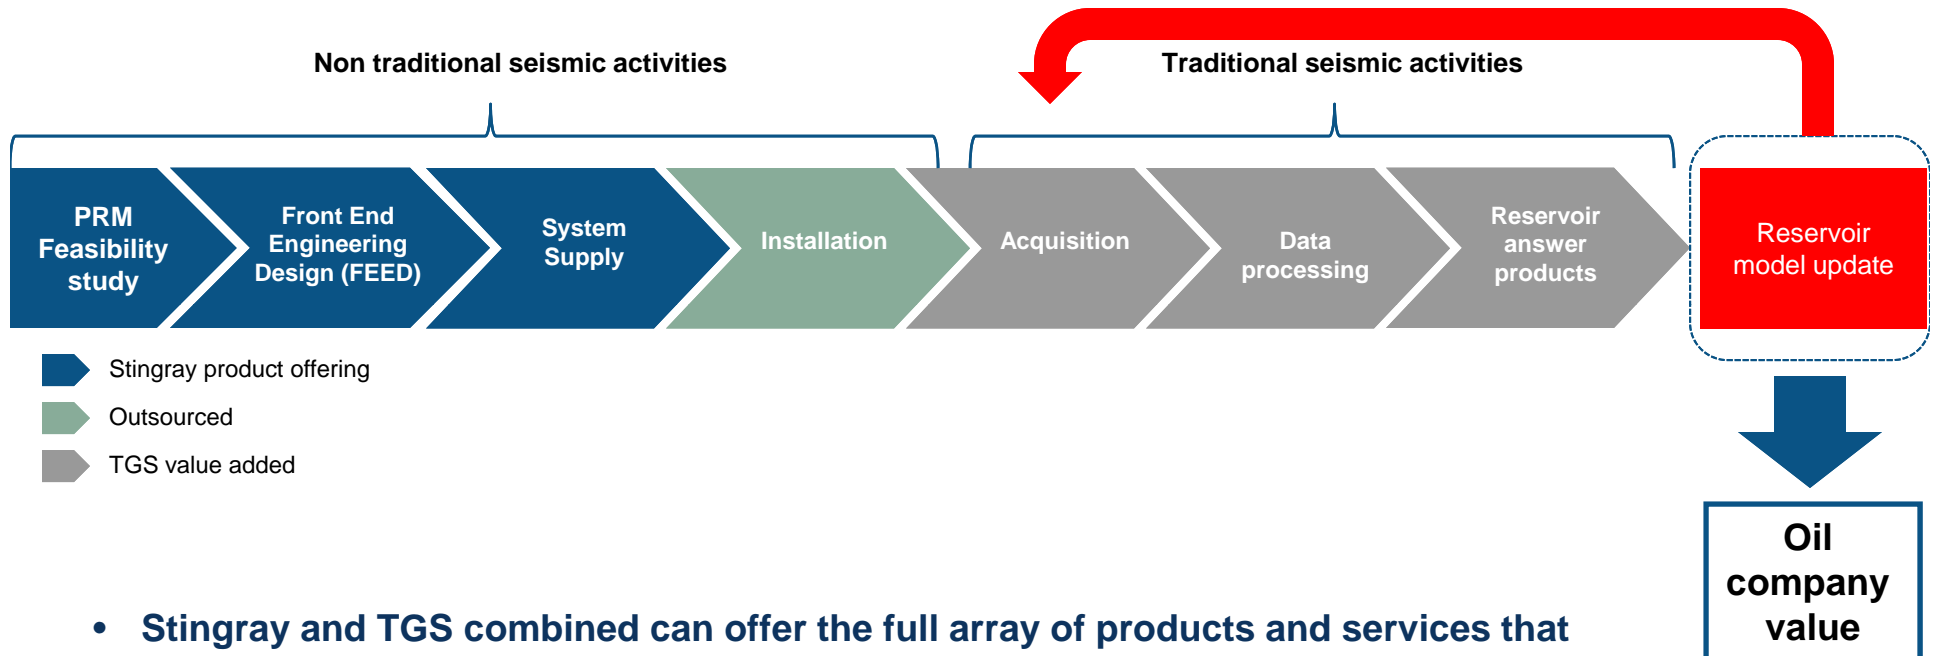 Non traditional seismic activities
Traditional seismic activities
PRM
Feasibility
study
Front End
Engineering
Design (FEED)
System
Supply
Installation
Acquisition
Data
processing
Reservoir
answer
products
Reservoir
model update
Stingray product offering
Outsourced
TGS value added
Oil
company
value
• Stingray and TGS combined can offer the full array of products and services that